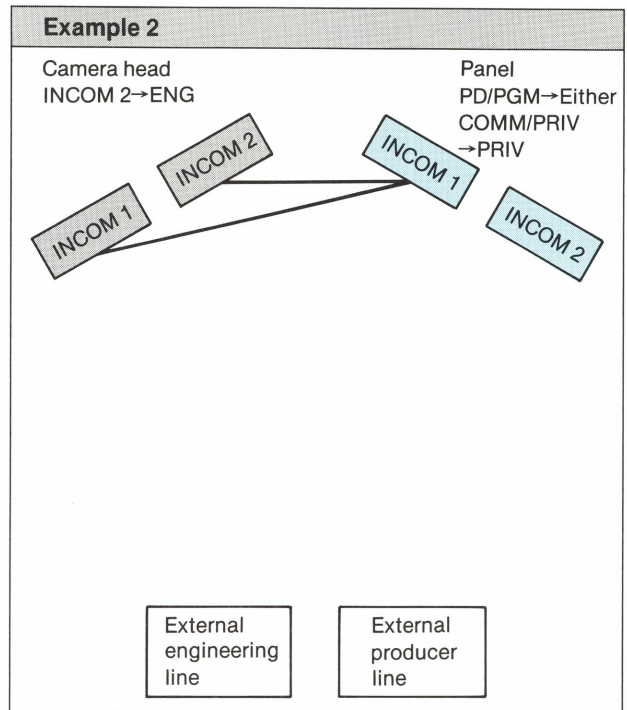 Example 2
Camera head
INCOM 2→ENG
Panel
PD/PGM→Either
COMM/PRIV
→PRIV
INCOM 1
INCOM 2
INCOM 1
INCOM 2
External
engineering
line
External
producer
line